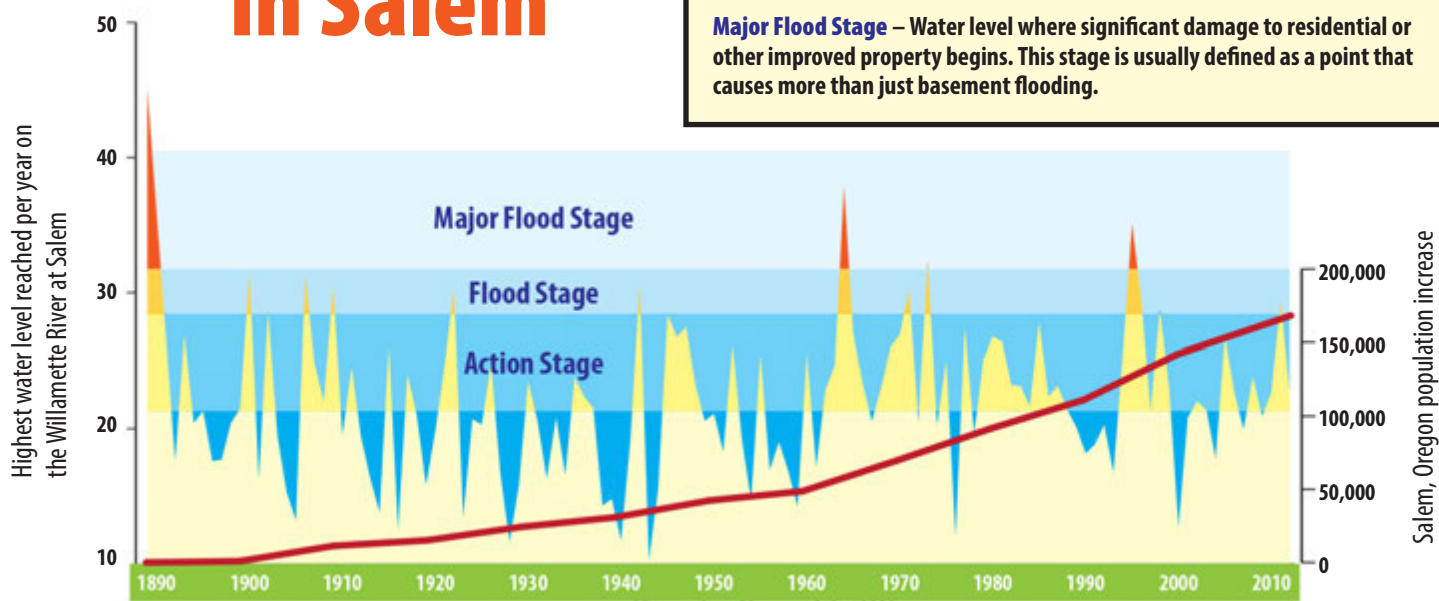 in Salem
Major Flood Stage – Water level where significant damage to residential or
other improved property begins. This stage is usually defined as a point that
causes more than just basement flooding.
Highest water level reached per year on
the Willamette River at Salem
50
40
30
20
10
Major Flood Stage
Flood Stage
Action Stage
200,000
150,000
100,000
50,000
0
Salem, Oregon population increase
1890 1900 1910 1920 1930 1940 1950 1960 1970 1980 1990 2000 2010